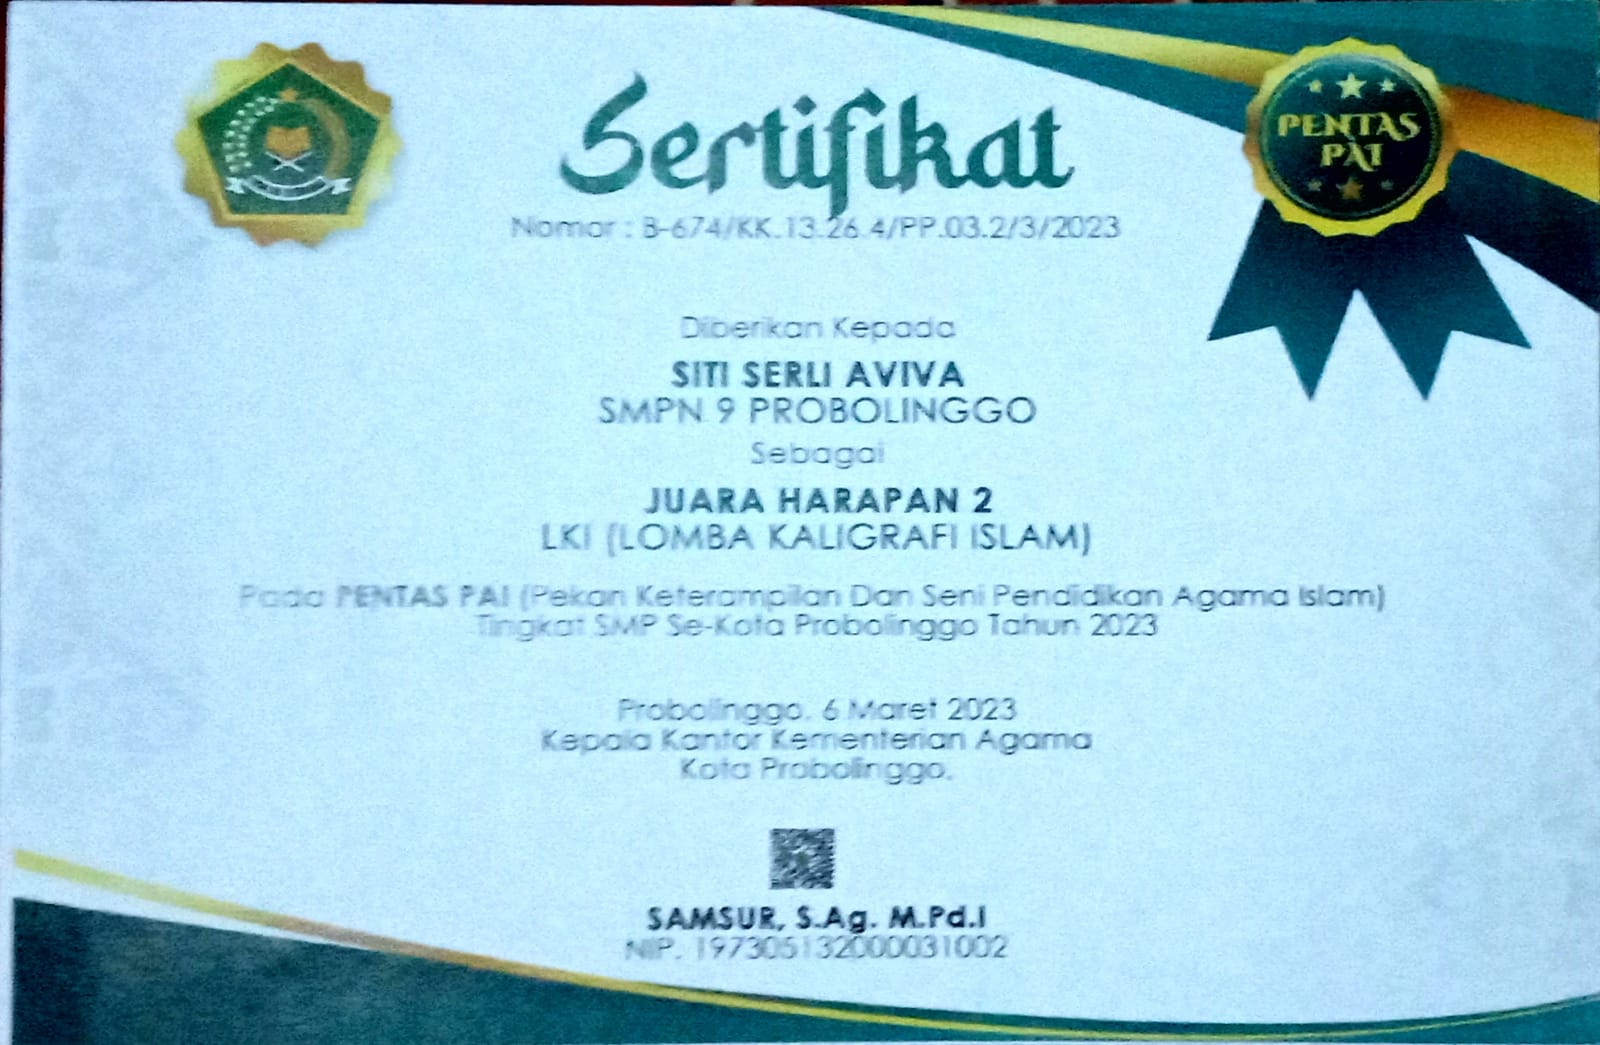 Sertifikat
PENTAS
PAI
Nomor : B-674/KK.13.26.4/PP.03.2/3/2023
Diberikan Kepada
SITI SERLI AVIVA
SMPN 9 PROBOLINGGO
Sebagai
JUARA HARAPAN 2
LKI (LOMBA KALIGRAFI ISLAM)
Pada PENTAS PAI (Pekan Keterampilan Dan Seni Pendidikan Agama Islam)
Tingkat SMP Se-Kota Probolinggo Tahun 2023
Probolinggo, 6 Maret 2023
Kepala Kantor Kementerian Agama
Kota Probolinggo,
SAMSUR, S.Ag. M.Pd.I
NIP. 197305132000031002